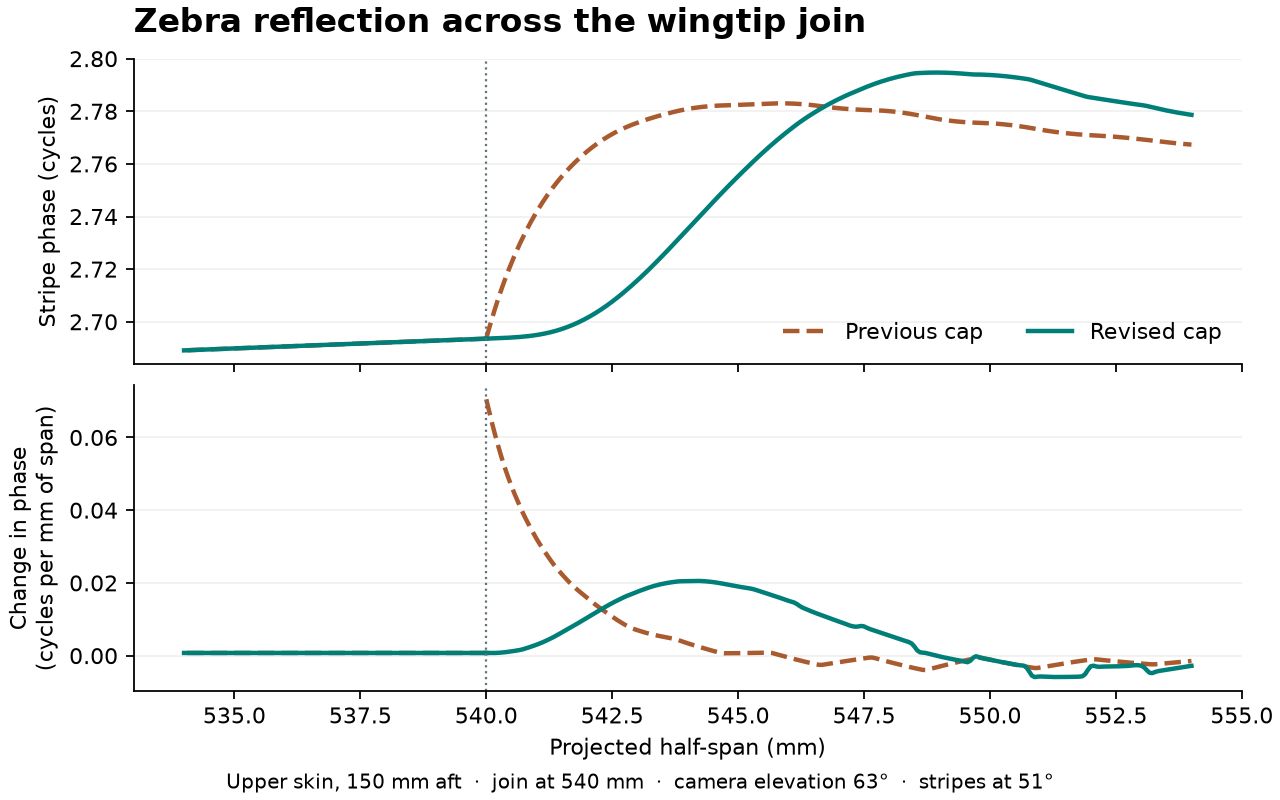 Zebra reflection across the wingtip join
Stripe phase (cycles)
2.80
2.78
2.76
2.74
2.72
2.70
Previous cap
Revised cap
Change in phase
(cycles per mm of span)
0.06
0.04
0.02
0.00
535.0 537.5 540.0 542.5 545.0 547.5 550.0 552.5 555.0
Projected half-span (mm)
Upper skin, 150 mm aft · join at 540 mm · camera elevation 63° · stripes at 51°